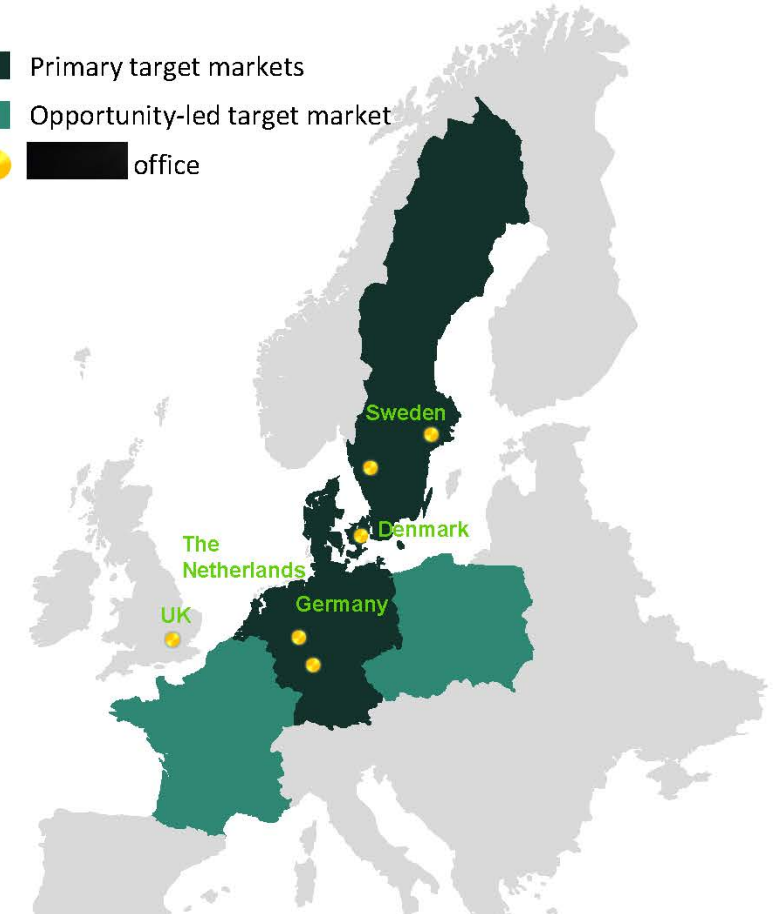 Primary target markets
Opportunity-led target market
office
Sweden
Denmark
The
Netherlands
Germany
UK